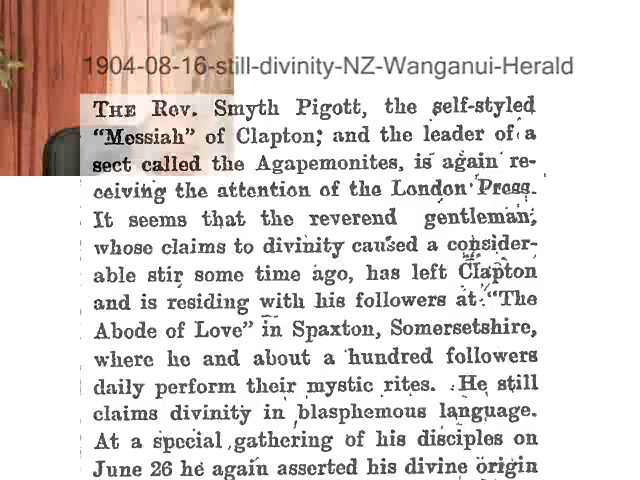 1904-08-16-still-divinity-NZ-Wanganui-Herald
THE Rev. Smyth Pigott, the self-styled
"Messiah" of Clapton; and the leader of a
sect called the Agapemonites, is again re-
ceiving the attention of the London Press.
It seems that the reverend gentleman,
whose claims to divinity caused a consider-
able stir some time ago, has left Clapton
and is residing with his followers at "The
Abode of Love" in Spaxton, Somersetshire,
where he and about a hundred followers
daily perform their mystic rites. He still
claims divinity in blasphemous language.
At a special gathering of his disciples on
June 26 he again asserted his divine origin